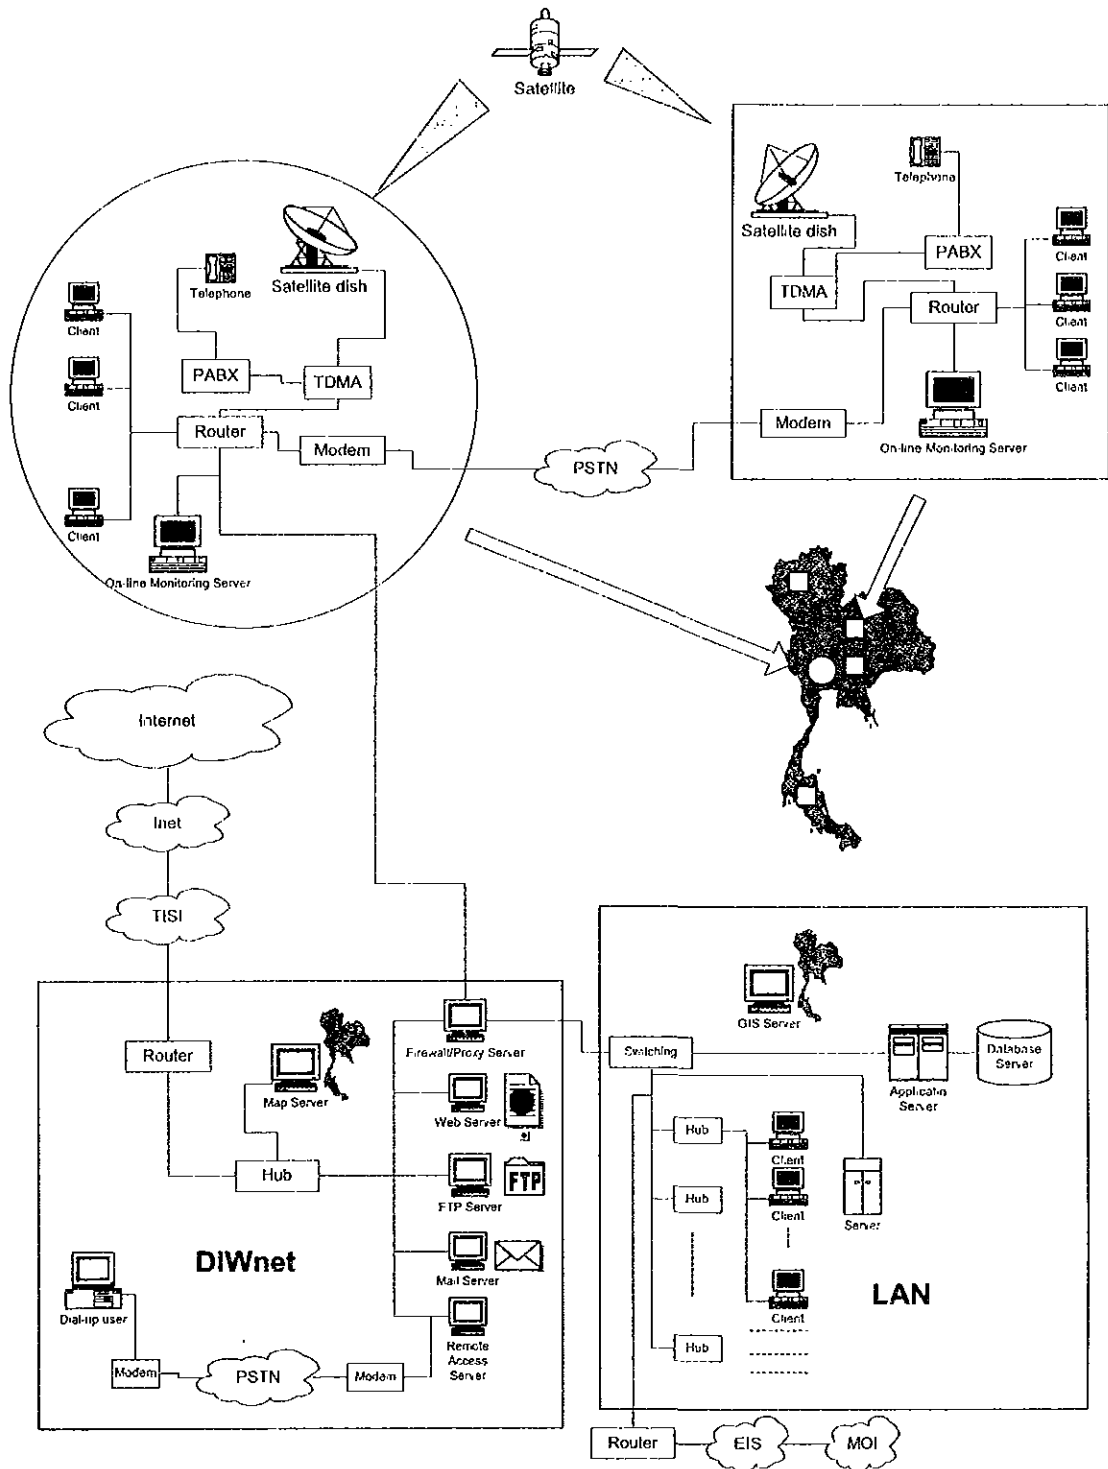 Satellite
Telephone
Satellite dish
Client
PABX
TDMA
Client
Router
Modem
Client
On-line Monitoring Server
PSTN
Telephone
Satellite dish
PABX
Client
TDMA
Router
Client
Client
Modem
On-line Monitoring Server
Internet
Inet
TISI
Router
Map Server
Firewall/Proxy Server
Web Server
Hub
FTP
FTP Server
DIWnet
Mail Server
Dial-up user
Remote
Access
Server
Modem
PSTN
Modem
GIS Server
Switching
Applicatin
Server
Database
Server
Hub
Client
Hub
Client
Server
LAN
Client
Hub
Router
EIS
MOI